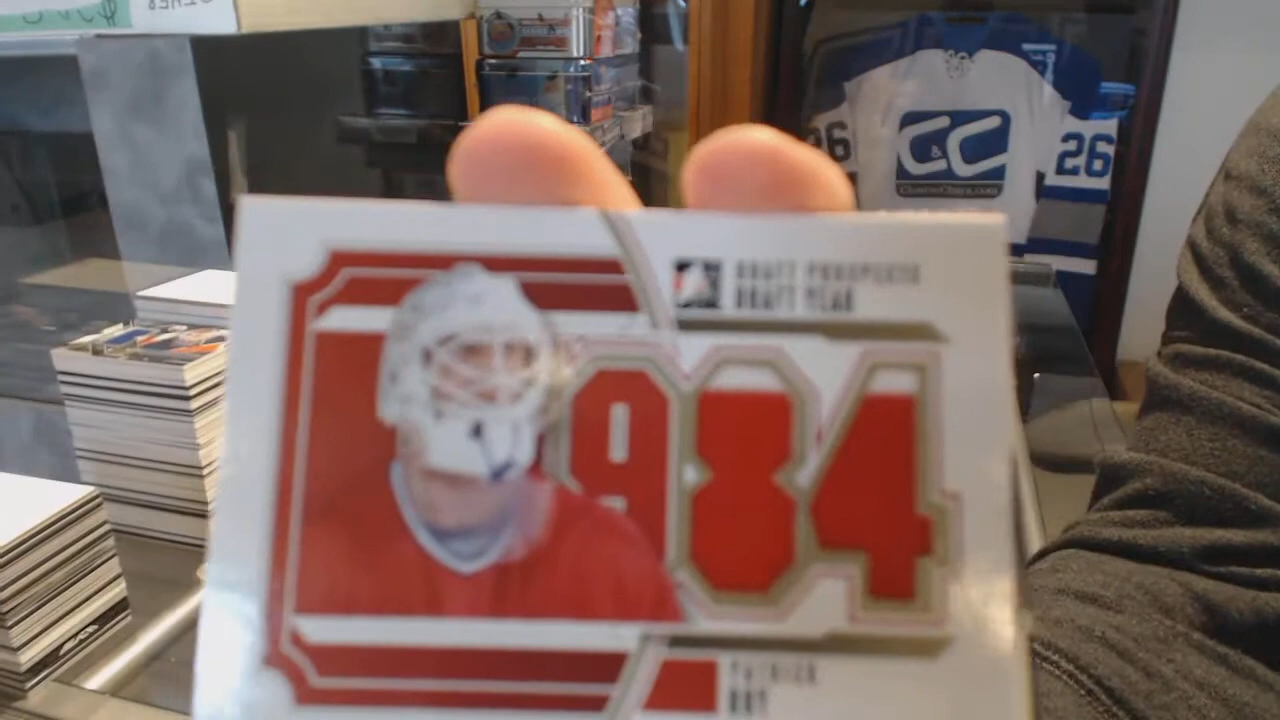 C&C
26
26
DRAFT PROSPECTS
DRAFT YEAR
984
PATRICK
ROY